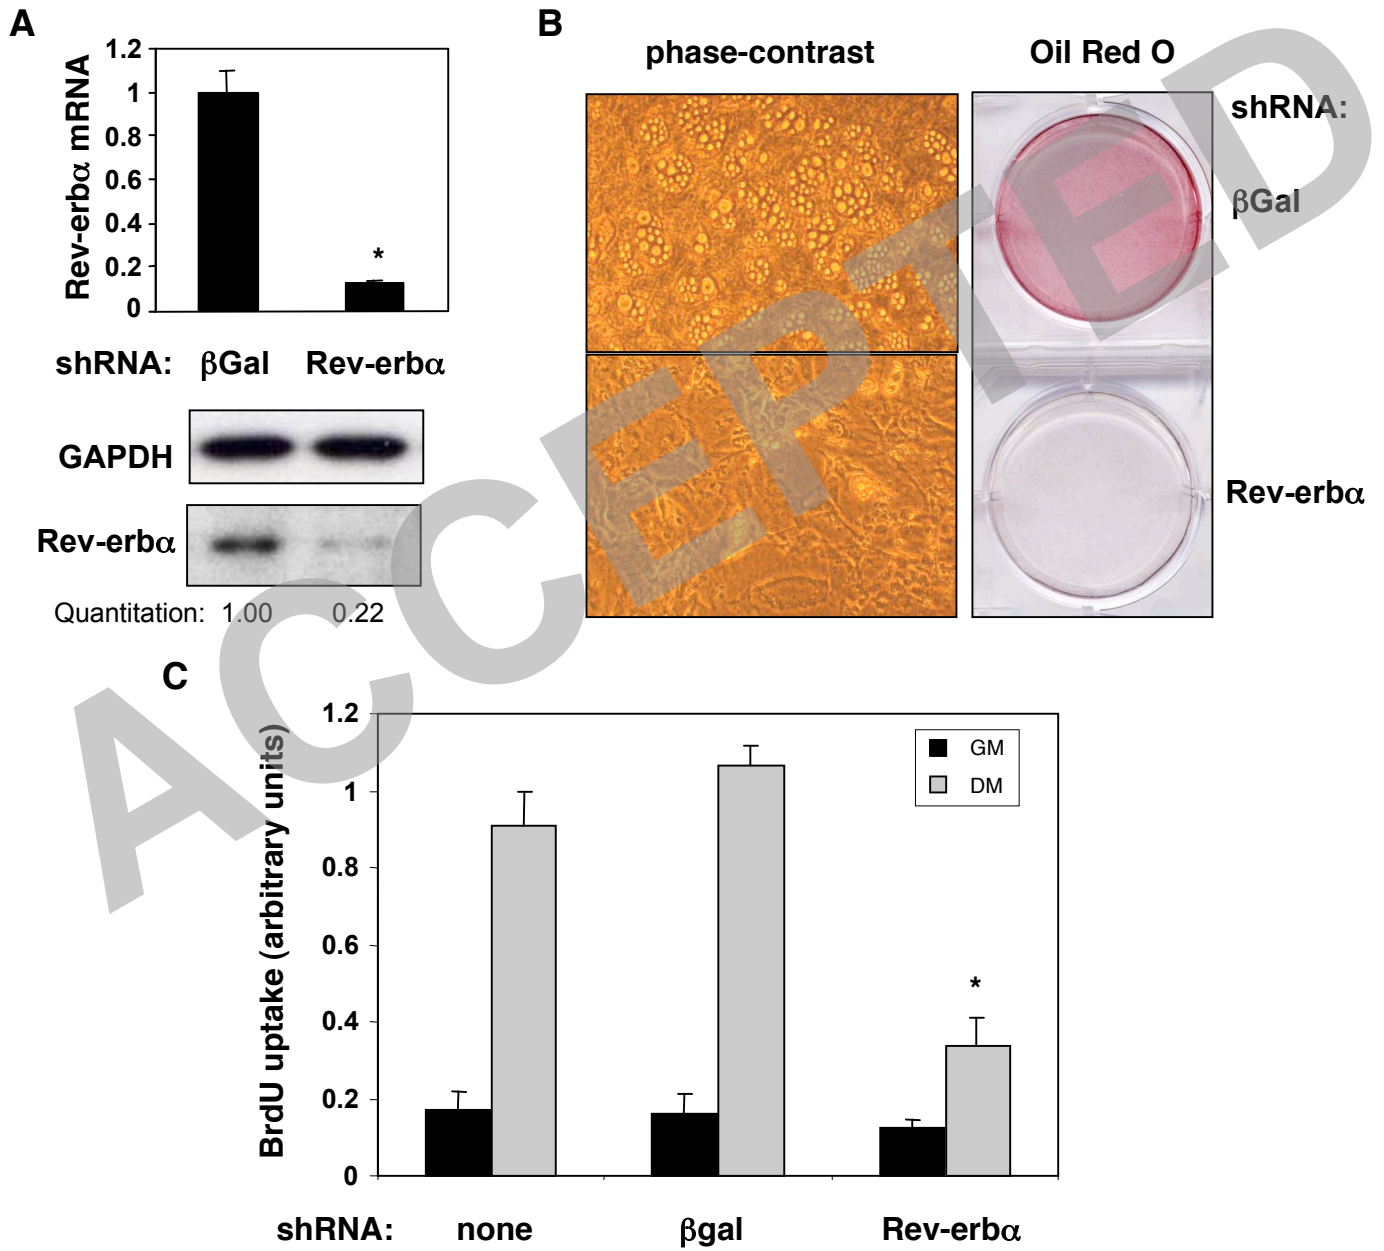 A
1.2
1
0.8
0.6
0.4
0.2
0
Rev-erbα mRNA
*
shRNA: βGal Rev-erbα
GAPDH
Rev-erbα
Quantitation: 1.00 0.22
B
phase-contrast Oil Red O
shRNA:
βGal
Rev-erbα
C
1.2
1
0.8
0.6
0.4
0.2
0
BrdU uptake (arbitrary units)
GM
DM
*
shRNA: none βgal Rev-erbα
ACCEPTED